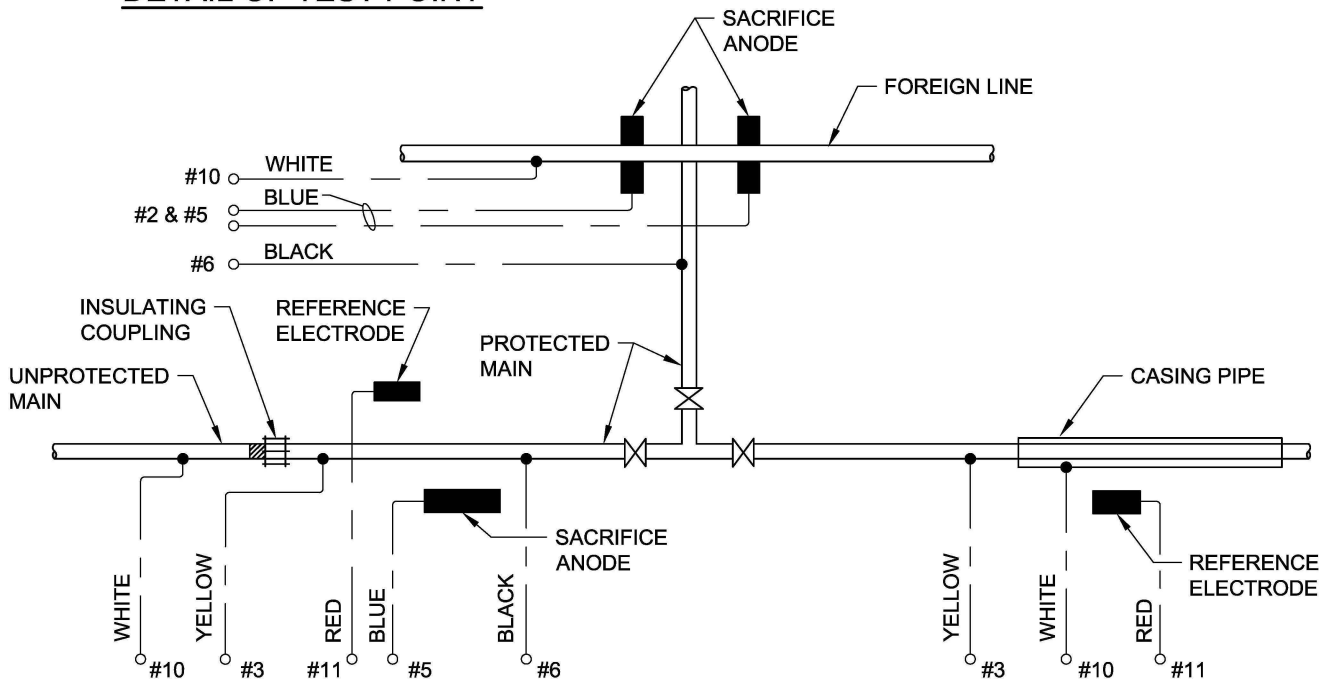 DETAIL OF TEST POINT
SACRIFICE
ANODE
FOREIGN LINE
WHITE
#10
BLUE
#2 & #5
BLACK
#6
INSULATING
COUPLING
REFERENCE
ELECTRODE
PROTECTED
MAIN
UNPROTECTED
MAIN
CASING PIPE
SACRIFICE
ANODE
REFERENCE
ELECTRODE
WHITE
YELLOW
RED
BLUE
BLACK
YELLOW
WHITE
RED
#10
#3
#11
#5
#6
#3
#10
#11